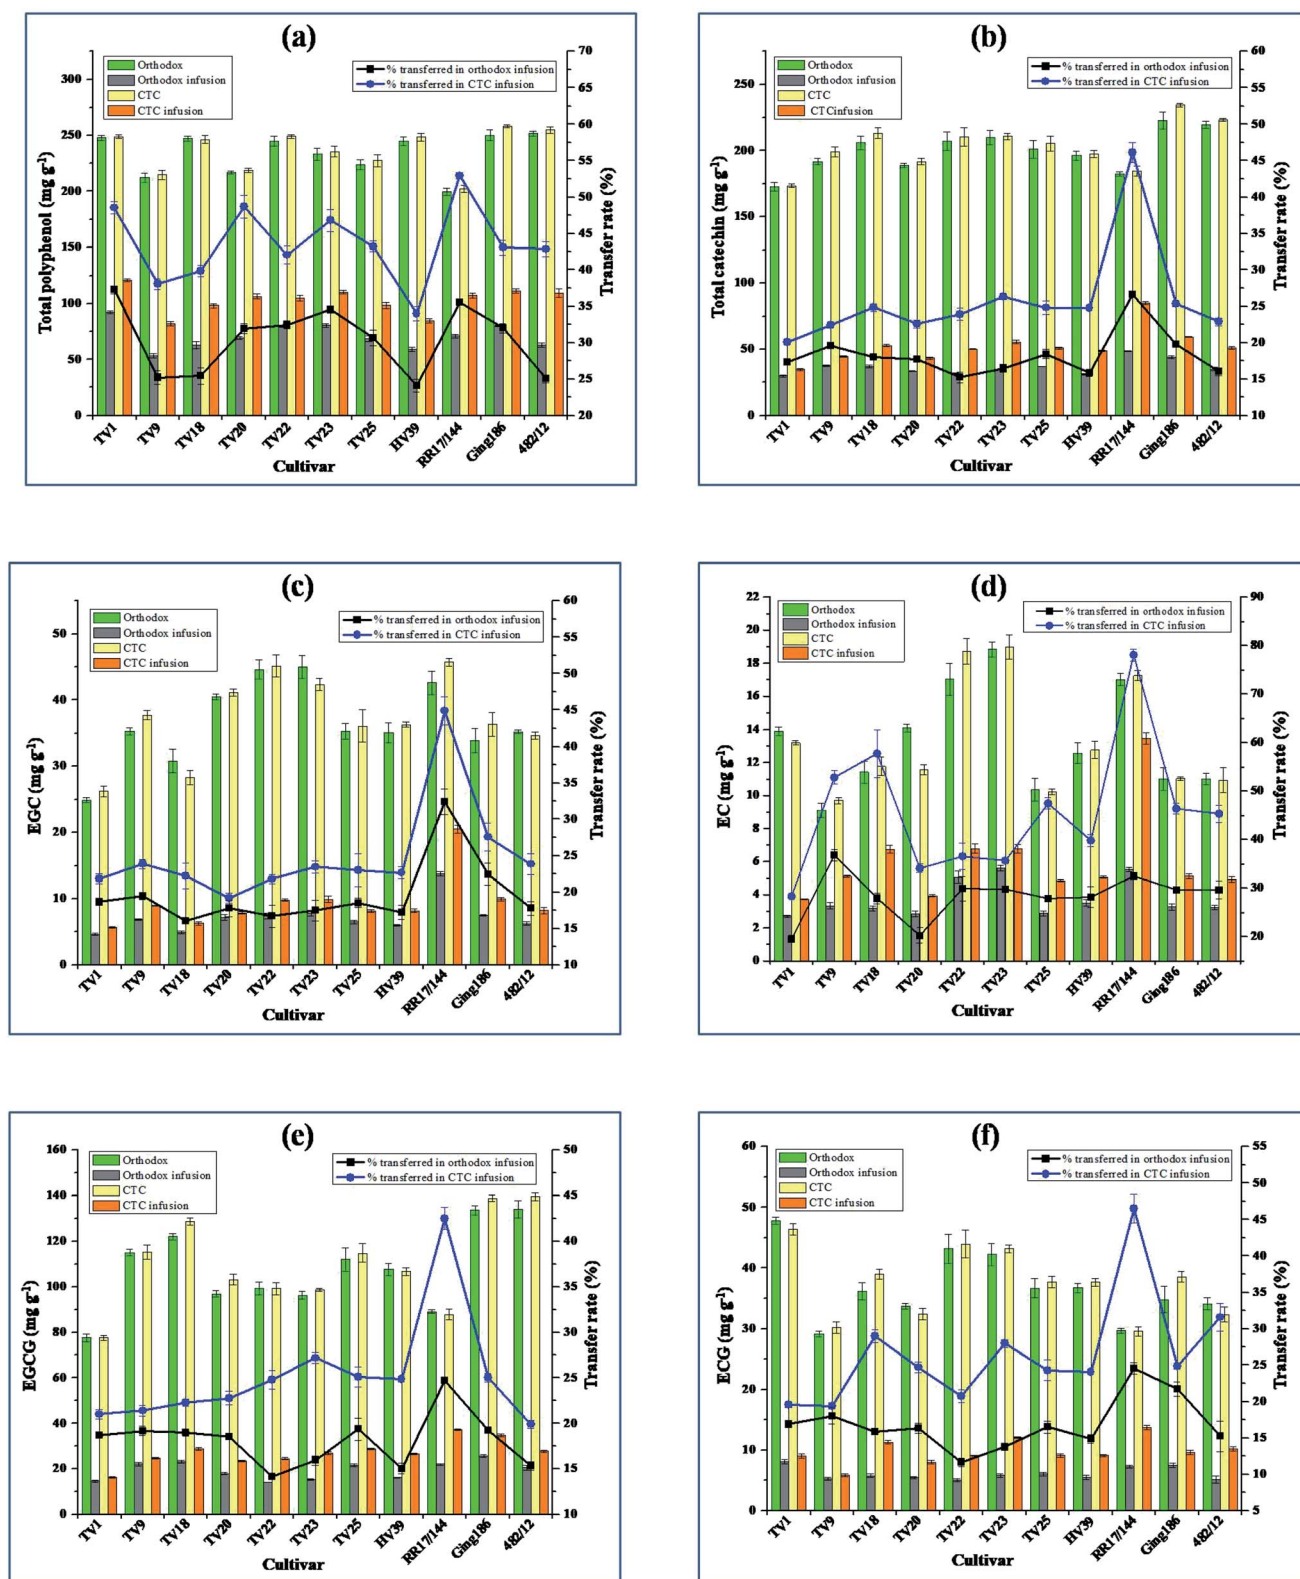 (a)
Orthodox
Orthodox infusion
CTC
CTC infusion
% transferred in orthodox infusion
% transferred in CTC infusion
Total polyphenol (mg g-1)
300
250
200
150
100
50
0
Transfer rate (%)
70
65
60
55
50
45
40
35
30
25
20
TV1
TV9
TV18
TV20
TV22
TV23
TV25
HV39
RR17/144
Ging186
482/12
Cultivar
(b)
Orthodox
Orthodox infusion
CTC
CTCinfusion
% transferred in orthodox infusion
% transferred in CTC infusion
Total catechin (mg g-1)
250
200
150
100
50
0
Transfer rate (%)
60
55
50
45
40
35
30
25
20
15
10
TV1
TV9
TV18
TV20
TV22
TV23
TV25
HV39
RR17/144
Ging186
482/12
Cultivar
(c)
Orthodox
Orthodox infusion
CTC
CTC infusion
% transferred in orthodox infusion
% transferred in CTC infusion
EGC (mg g-1)
50
40
30
20
10
0
Transfer rate (%)
60
55
50
45
40
35
30
25
20
15
10
TV1
TV9
TV18
TV20
TV22
TV23
TV25
HV39
RR17/144
Ging186
482/12
Cultivar
(d)
Orthodox
Orthodox infusion
CTC
CTC infusion
% transferred in orthodox infusion
% transferred in CTC infusion
EC (mg g-1)
22
20
18
16
14
12
10
8
6
4
2
0
Transfer rate (%)
90
80
70
60
50
40
30
20
TV1
TV9
TV18
TV20
TV22
TV23
TV25
HV39
RR17/144
Ging186
482/12
Cultivar
(e)
Orthodox
Orthodox infusion
CTC
CTC infusion
% transferred in orthodox infusion
% transferred in CTC infusion
EGCG (mg g-1)
160
140
120
100
80
60
40
20
0
Transfer rate (%)
50
45
40
35
30
25
20
15
10
TV1
TV9
TV18
TV20
TV22
TV23
TV25
HV39
RR17/144
Ging186
482/12
Cultivar
(f)
Orthodox
Orthodox infusion
CTC
CTC infusion
% transferred in orthodox infusion
% transferred in CTC infusion
ECG (mg g-1)
60
50
40
30
20
10
0
Transfer rate (%)
55
50
45
40
35
30
25
20
15
10
5
TV1
TV9
TV18
TV20
TV22
TV23
TV25
HV39
RR17/144
Ging186
482/12
Cultivar